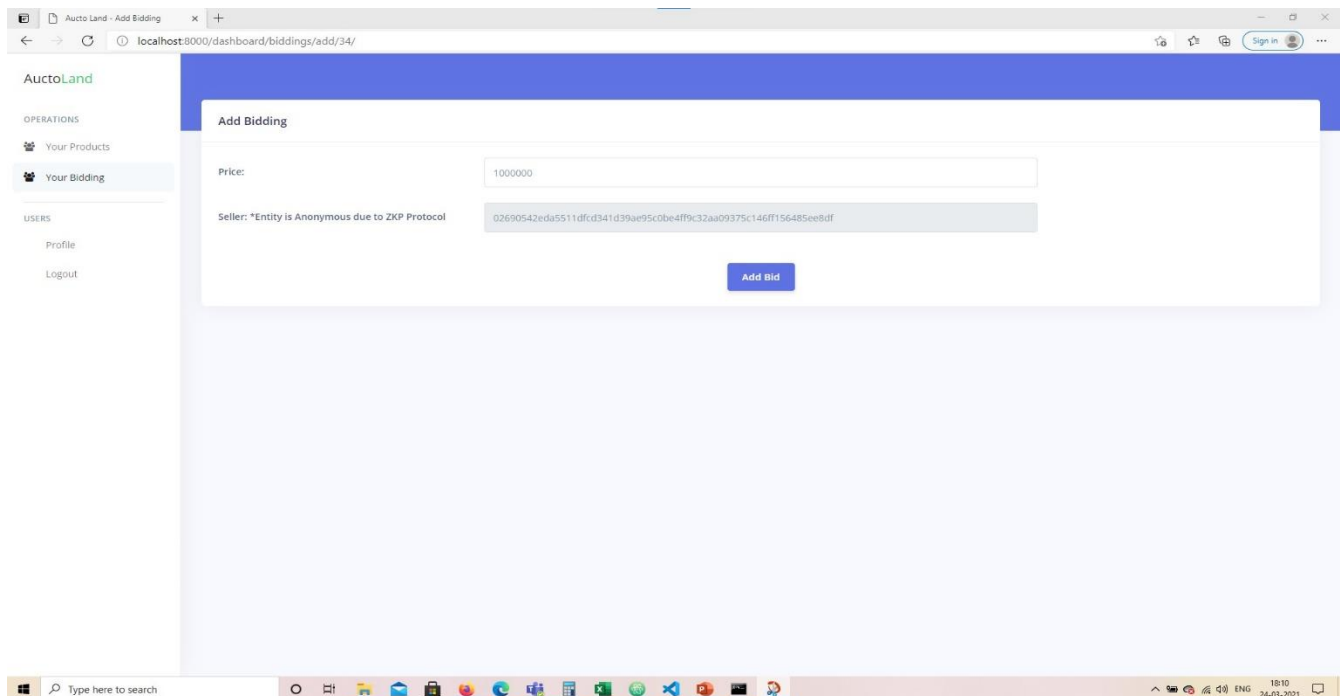 Aucto Land - Add Bidding
localhost:8000/dashboard/biddings/add/34/
Sign in
AuctoLand
OPERATIONS
Your Products
Your Bidding
USERS
Profile
Logout
Add Bidding
Price:
1000000
Seller: *Entity is Anonymous due to ZKP Protocol
02690542eda5511dfcd341d39ae95c0be4ff9c32aa09375c146ff156485ee8df
Add Bid
Type here to search
ENG
18:10
24-03-2021